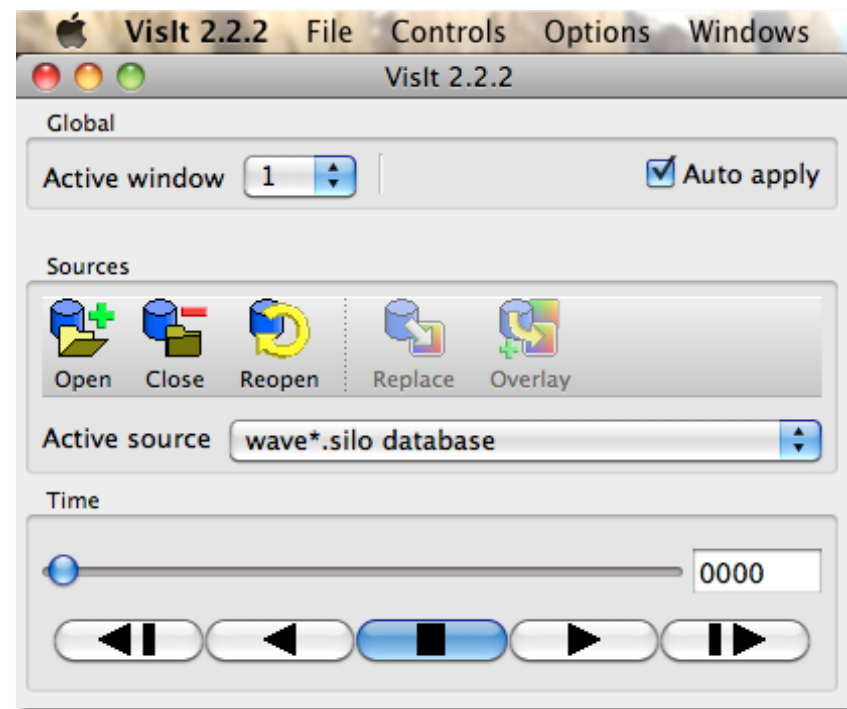 VisIt 2.2.2 File Controls Options Windows
VisIt 2.2.2
Global
Active window 1 Auto apply
Sources
Open Close Reopen Replace Overlay
Active source wave*.silo database
Time
0000